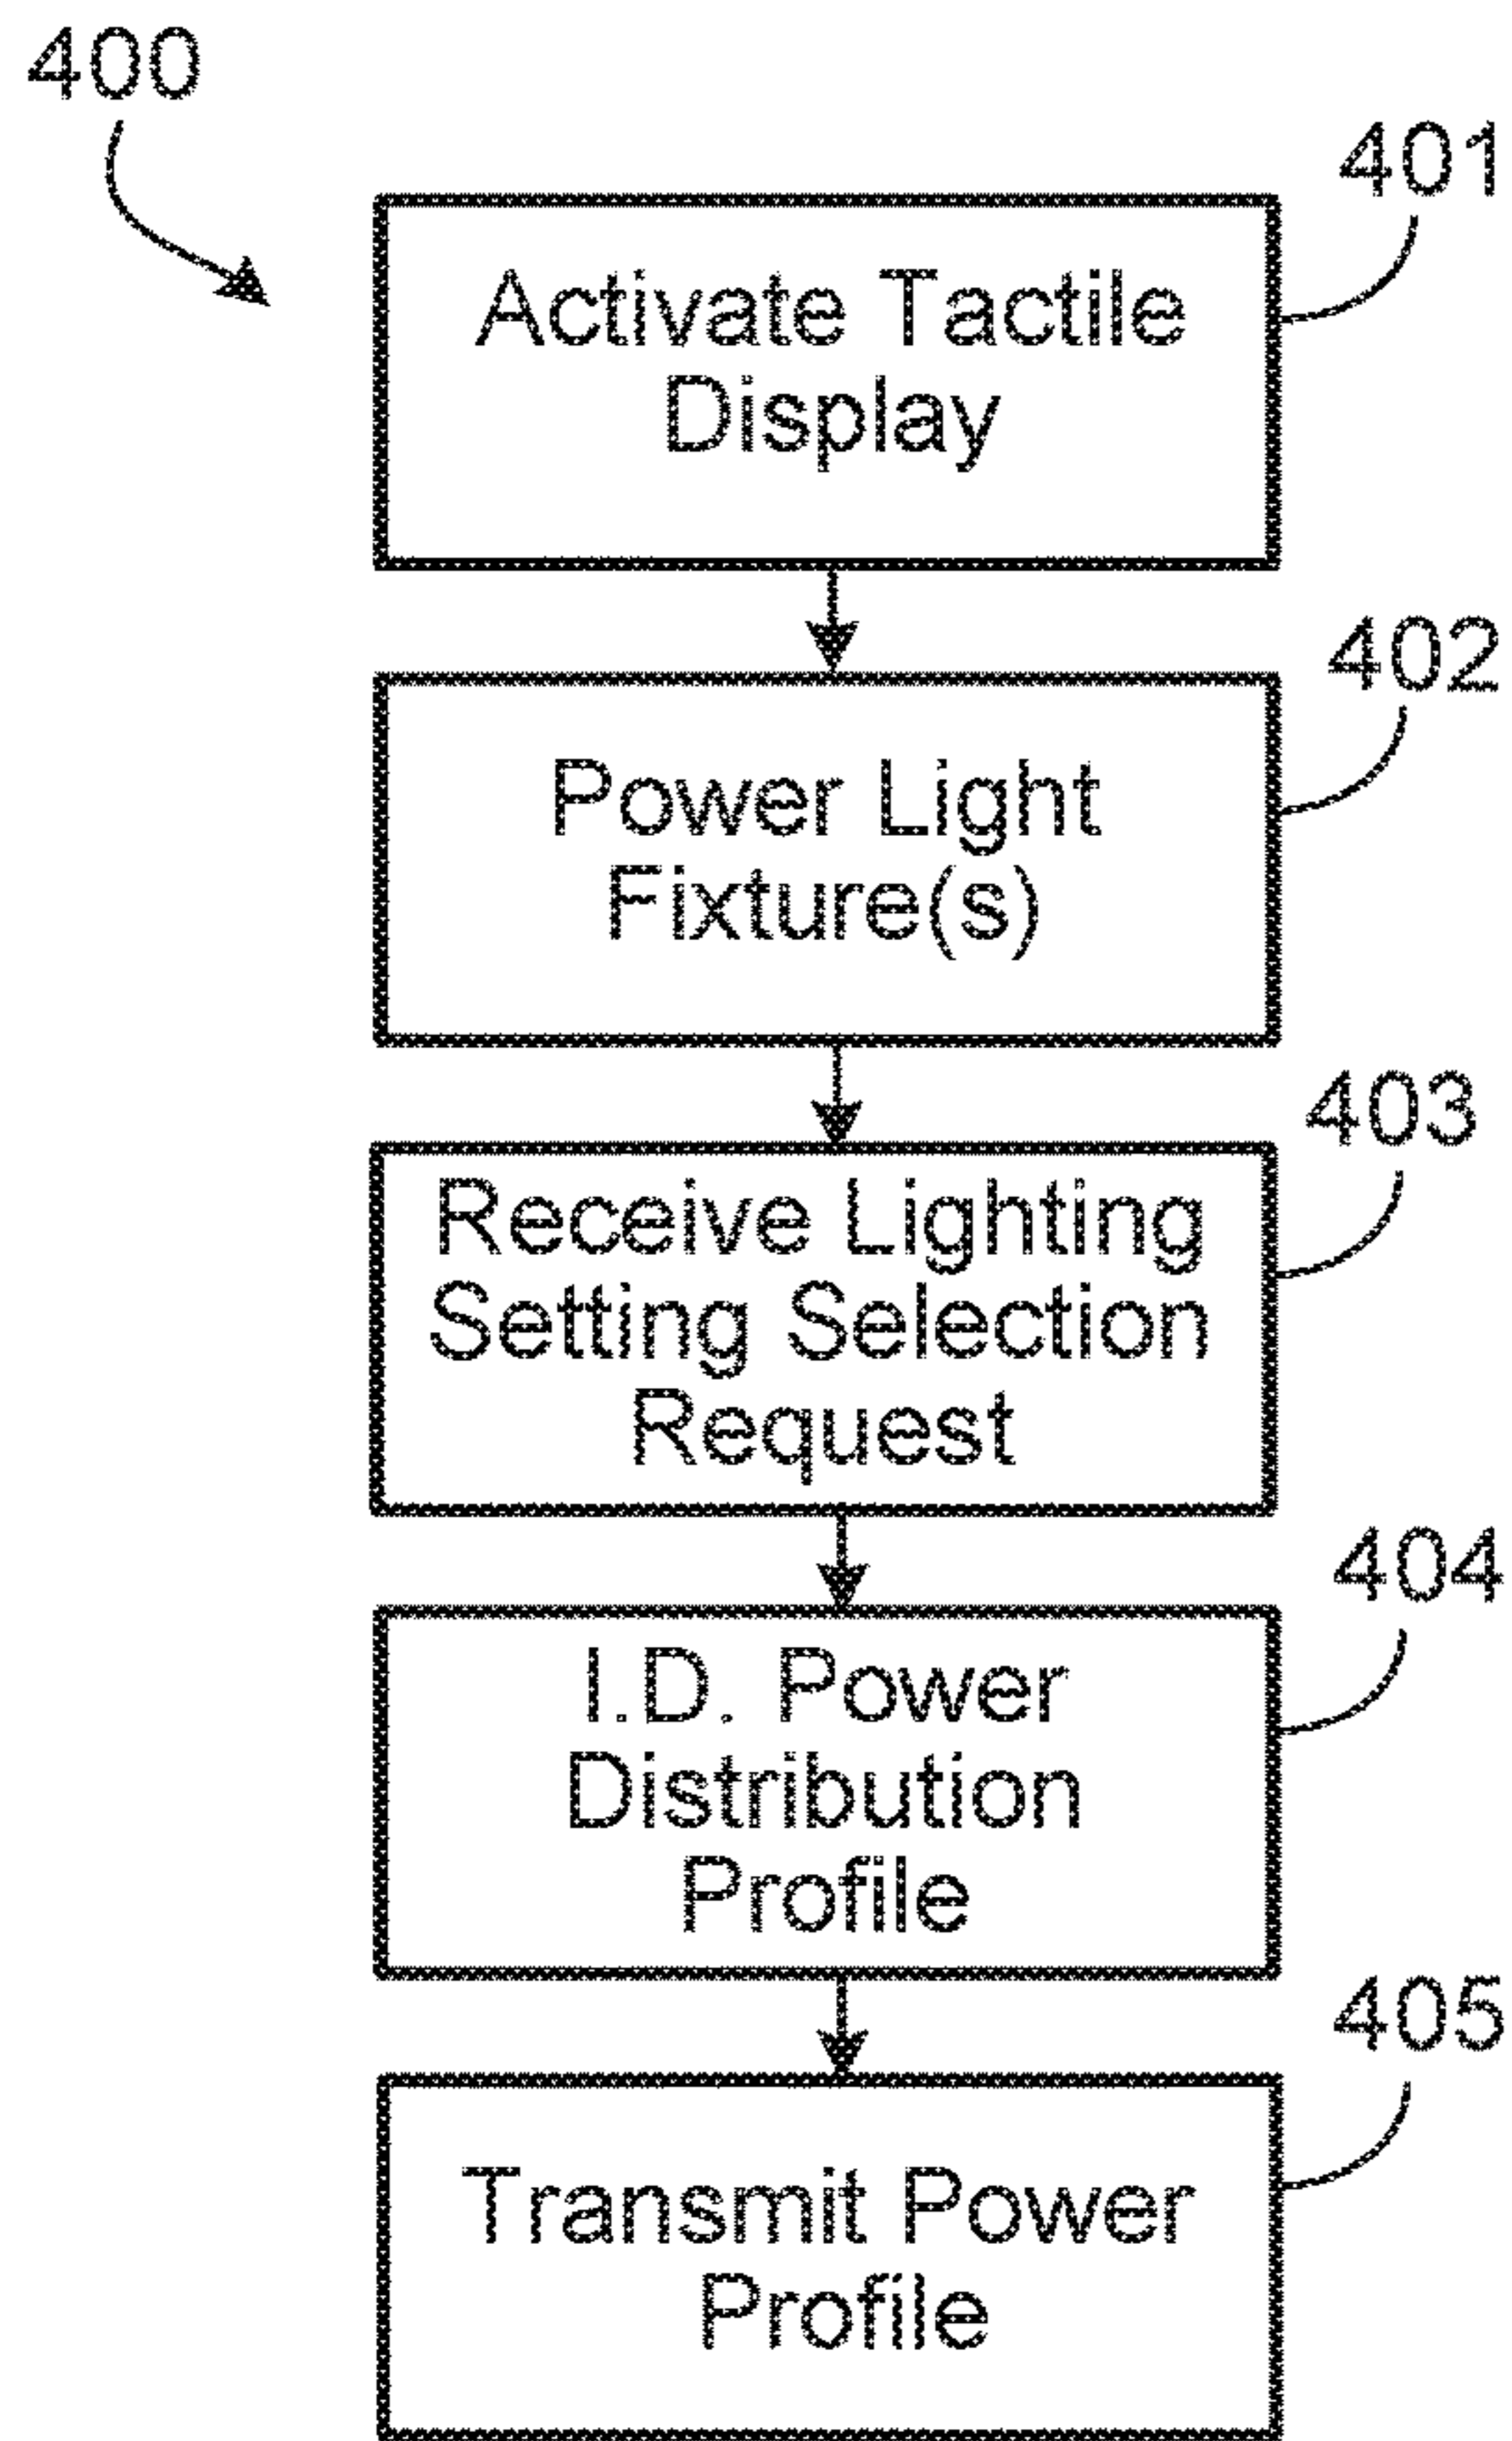 400
401
Activate Tactile
Display
402
Power Light
Fixture(s)
403
Receive Lighting
Setting Selection
Request
404
I.D. Power
Distribution
Profile
405
Transmit Power
Profile